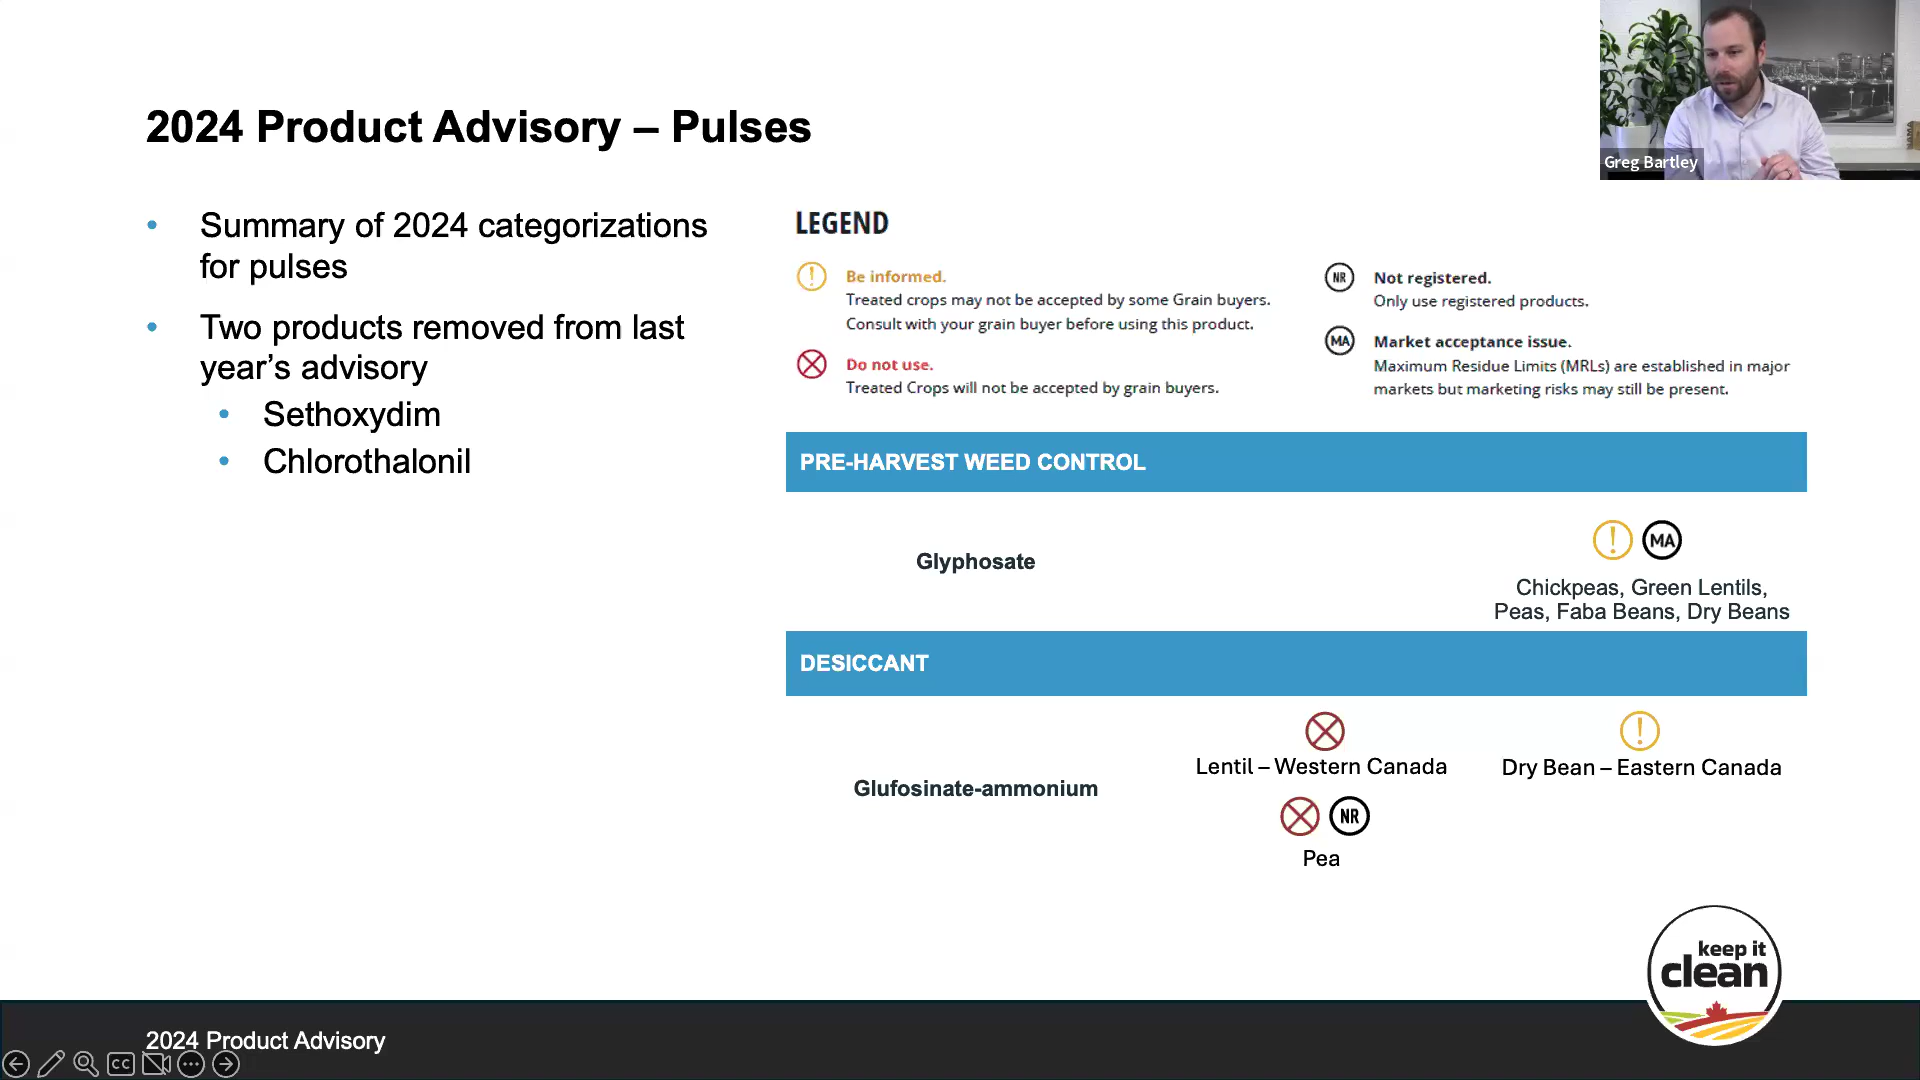 2024 Product Advisory – Pulses
Greg Bartley
• Summary of 2024 categorizations
for pulses
• Two products removed from last
year’s advisory
• Sethoxydim
• Chlorothalonil
LEGEND
! Be informed.
Treated crops may not be accepted by some Grain buyers.
Consult with your grain buyer before using this product.
Do not use.
Treated Crops will not be accepted by grain buyers.
NR Not registered.
Only use registered products.
MA Market acceptance issue.
Maximum Residue Limits (MRLs) are established in major
markets but marketing risks may still be present.
PRE-HARVEST WEED CONTROL
Glyphosate
! MA
Chickpeas, Green Lentils,
Peas, Faba Beans, Dry Beans
DESICCANT
Glufosinate-ammonium
Lentil – Western Canada
NR
Pea
!
Dry Bean – Eastern Canada
keep it
clean
2024 Product Advisory
CC